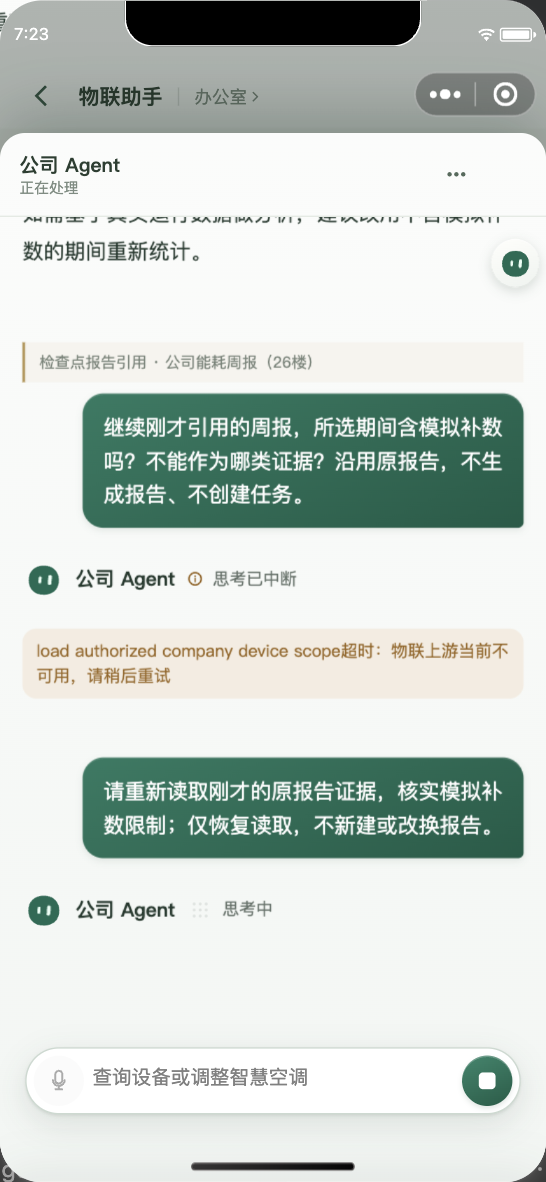 7:23
物联助手
办公室
公司 Agent
正在处理
数的期间重新统计。
检查点报告引用 · 公司能耗周报（26楼）
继续刚才引用的周报，所选期间含模拟补数
吗？不能作为哪类证据？沿用原报告，不生
成报告、不创建任务。
公司 Agent 思考已中断
load authorized company device scope超时：物联上游当前不
可用，请稍后重试
请重新读取刚才的原报告证据，核实模拟补
数限制；仅恢复读取，不新建或改换报告。
公司 Agent 思考中
查询设备或调整智慧空调